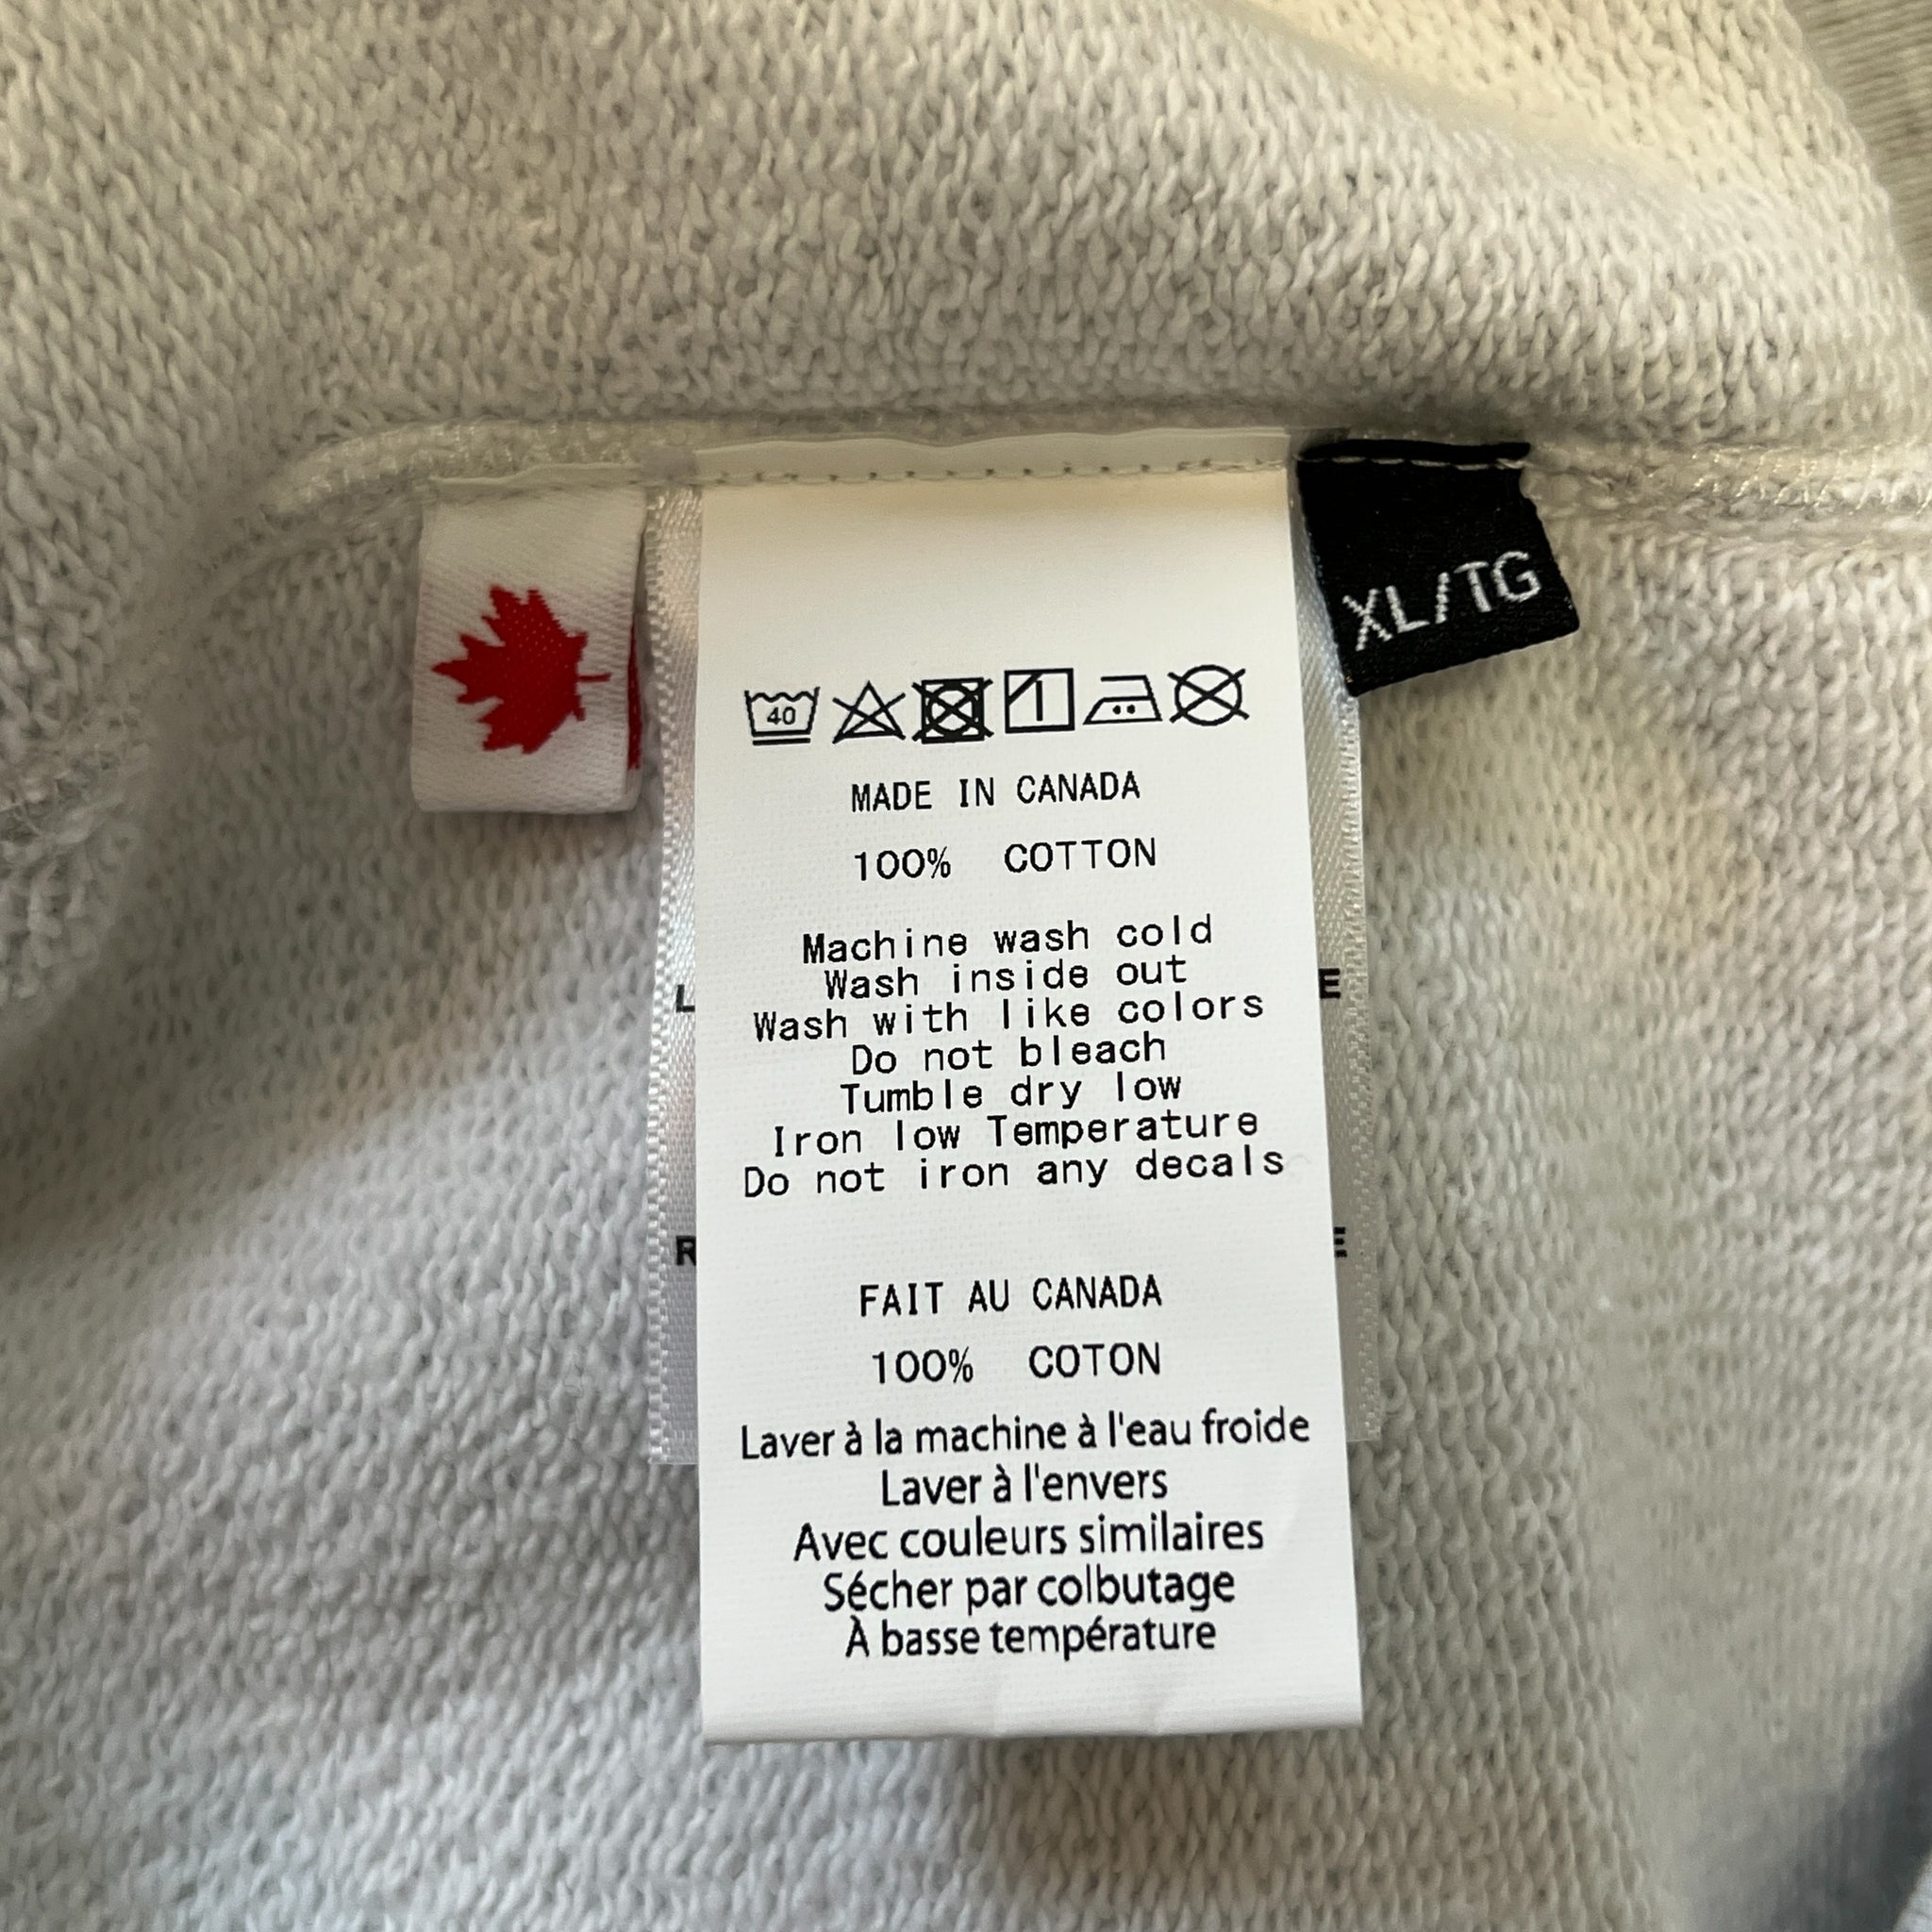 XL/TG
40
MADE IN CANADA
100% COTTON
Machine wash cold
Wash inside out
Wash with like colors
Do not bleach
Tumble dry low
Iron low Temperature
Do not iron any decals
L E
R E
FAIT AU CANADA
100% COTON
Laver à la machine à l'eau froide
Laver à l'envers
Avec couleurs similaires
Sécher par colbutage
À basse température